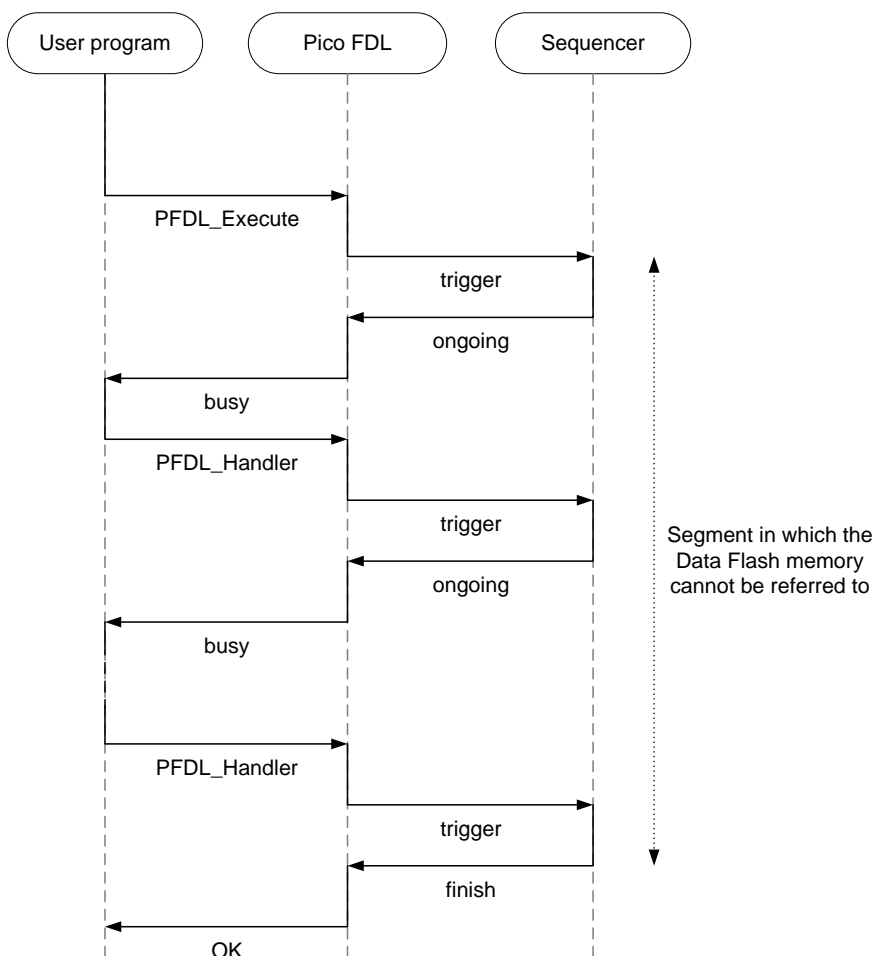 User program
Pico FDL
Sequencer
PFDL_Execute
trigger
ongoing
busy
PFDL_Handler
trigger
Segment in which the
Data Flash memory
cannot be referred to
ongoing
busy
PFDL_Handler
trigger
finish
OK